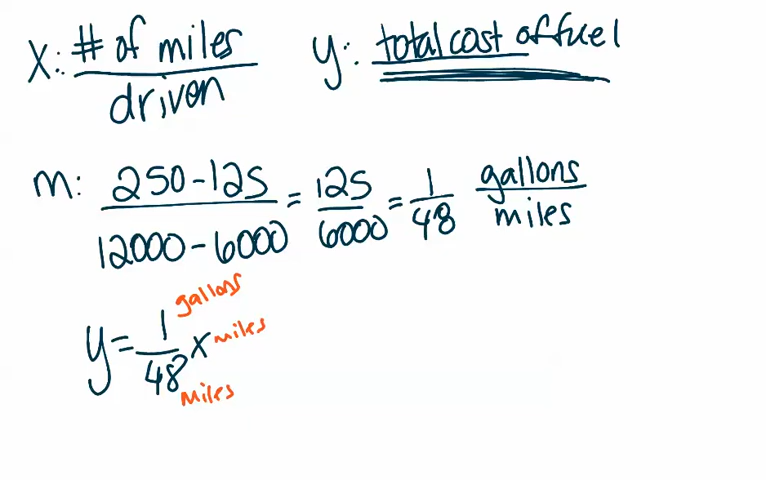 x: # of miles driven y: total cost of fuel
m: 250-125 / 12000-6000 = 125/6000 = 1/48 gallons/miles
y = 1/48 x gallons miles miles